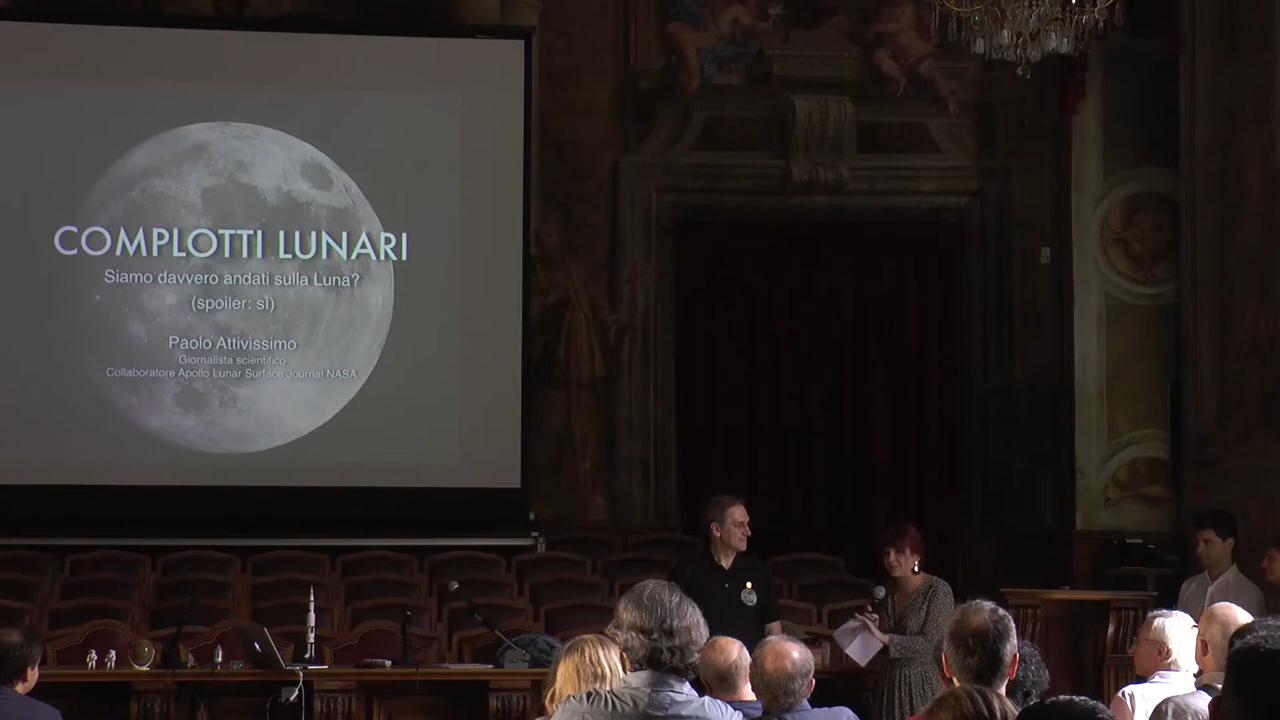 COMPLOTTI LUNARI
Siamo davvero andati sulla Luna?
(spoiler: sì)
Paolo Attivissimo
Giornalista scientifico
Collaboratore Apollo Lunar Surface Journal NASA